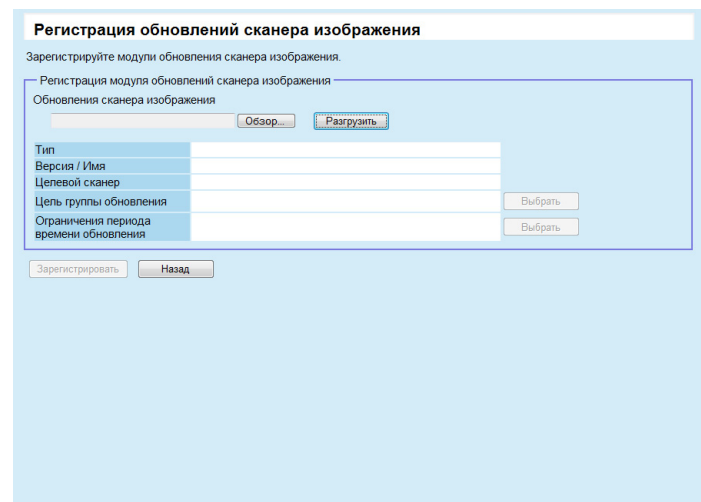 Регистрация обновлений сканера изображения
Зарегистрируйте модули обновления сканера изображения.
Регистрация модуля обновлений сканера изображения
Обновления сканера изображения
Обзор... Разгрузить
Тип
Версия / Имя
Целевой сканер
Цель группы обновления Выбрать
Ограничения периода
времени обновления Выбрать
Зарегистрировать Назад